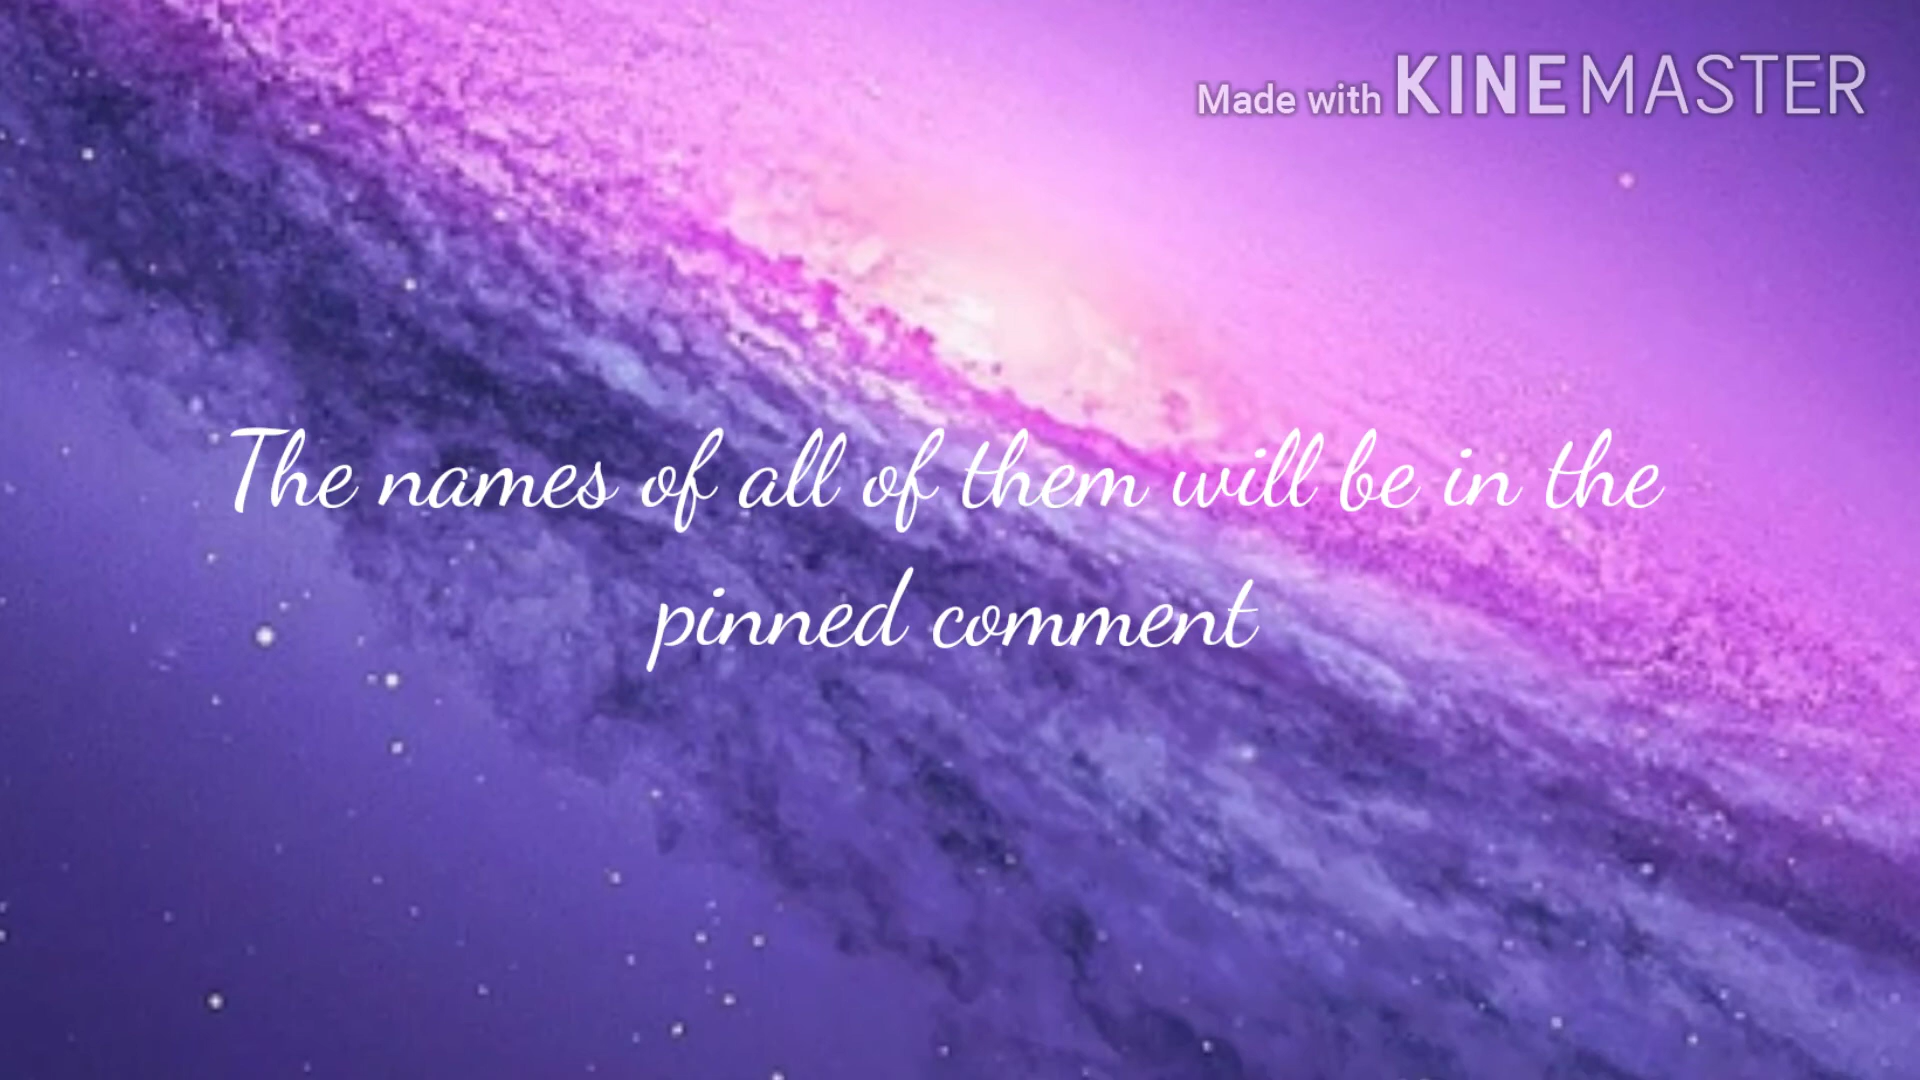 Made with KINEMASTER
The names of all of them will be in the
pinned comment